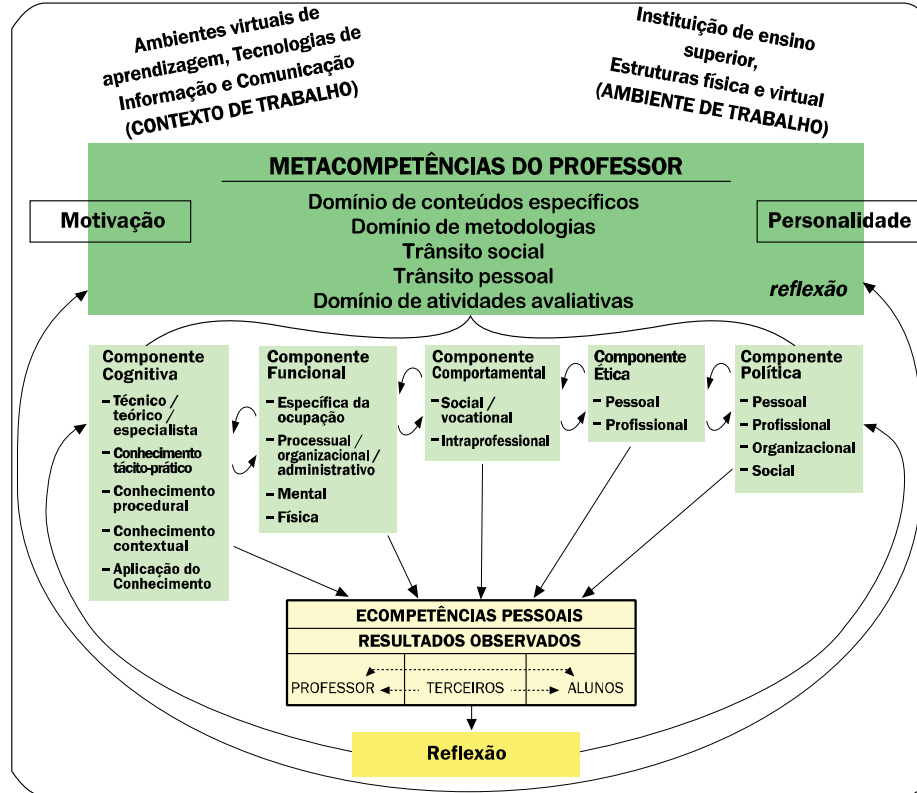 Ambientes virtuais de
aprendizagem, Tecnologias de
Informação e Comunicação
(CONTEXTO DE TRABALHO)
Instituição de ensino
superior,
Estruturas física e virtual
(AMBIENTE DE TRABALHO)
METACOMPETÊNCIAS DO PROFESSOR
Domínio de conteúdos específicos
Domínio de metodologias
Trânsito social
Trânsito pessoal
Domínio de atividades avaliativas
Motivação
Personalidade
reflexão
Componente
Cognitiva
– Técnico /
teórico /
especialista
– Conhecimento
tácito-prático
– Conhecimento
procedural
– Conhecimento
contextual
– Aplicação do
Conhecimento
Componente
Funcional
– Específica da
ocupação
– Processual /
organizacional /
administrativo
– Mental
– Física
Componente
Comportamental
– Social /
vocational
– Intraprofessional
Componente
Ética
– Pessoal
– Profissional
Componente
Política
– Pessoal
– Profissional
– Organizacional
– Social
ECOMPETÊNCIAS PESSOAIS
RESULTADOS OBSERVADOS
PROFESSOR TERCEIROS ALUNOS
Reflexão